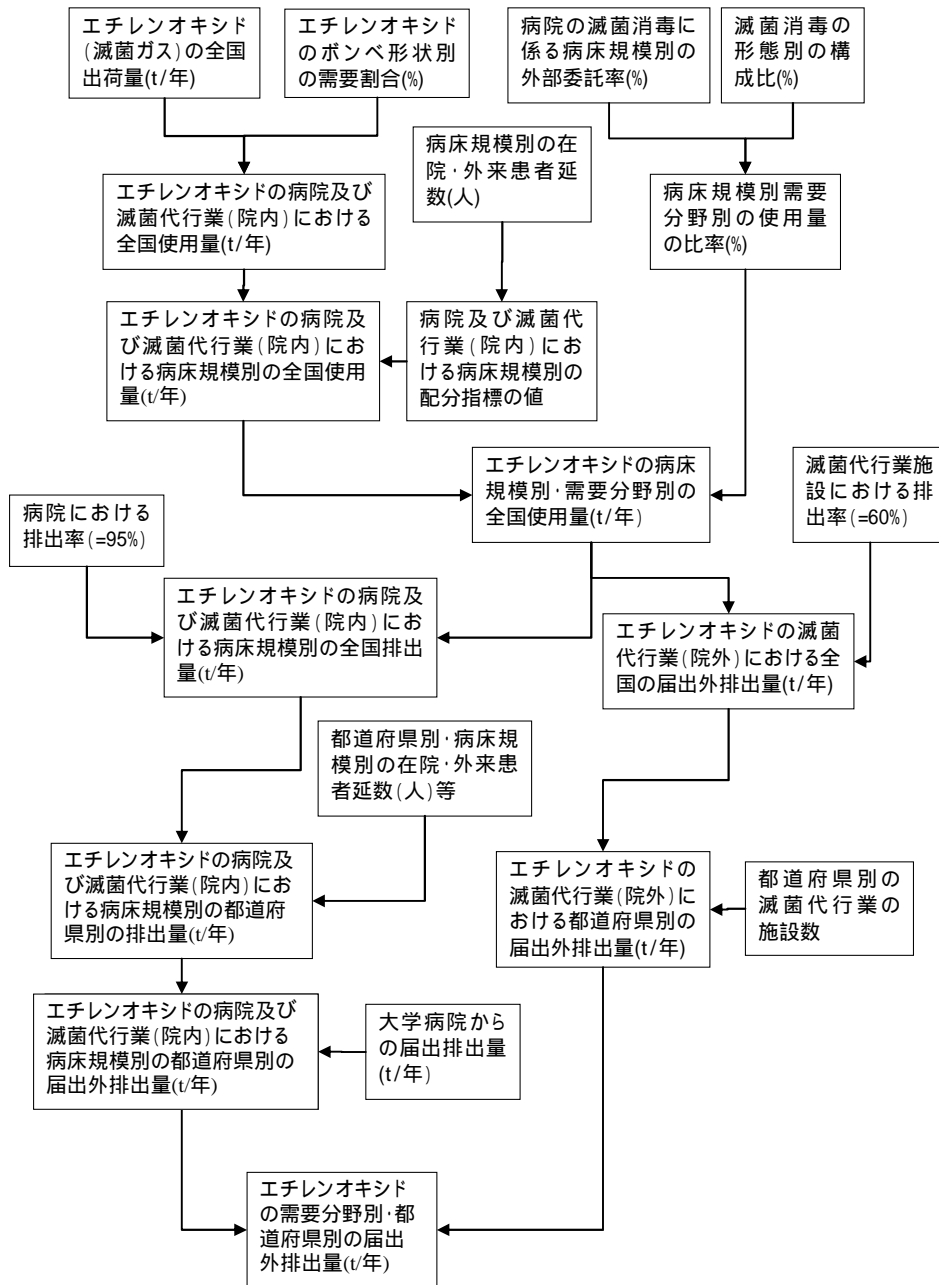 エチレンオキシド
(滅菌ガス)の全国
出荷量(t/年)
エチレンオキシド
のボンベ形状別
の需要割合(%)
病院の滅菌消毒に
係る病床規模別の
外部委託率(%)
滅菌消毒の
形態別の構
成比(%)
病床規模別の在
院・外来患者延
数(人)
エチレンオキシドの病院及び
滅菌代行業(院内)における
全国使用量(t/年)
病床規模別需要
分野別の使用量
の比率(%)
エチレンオキシドの病院及
び滅菌代行業(院内)にお
ける病床規模別の全国使用
量(t/年)
病院及び滅菌代
行業(院内)にお
ける病床規模別の
配分指標の値
エチレンオキシドの病床
規模別・需要分野別の
全国使用量(t/年)
滅菌代行業施
設における排
出率(=60%)
病院における
排出率(=95%)
エチレンオキシドの病院及
び滅菌代行業(院内)にお
ける病床規模別の全国排出
量(t/年)
エチレンオキシドの滅菌
代行業(院外)における全
国の届出外排出量(t/年)
都道府県別・病床規
模別の在院・外来患
者延数(人)等
エチレンオキシドの病院及
び滅菌代行業(院内)にお
ける病床規模別の都道府
県別の排出量(t/年)
エチレンオキシドの
滅菌代行業(院外)に
おける都道府県別の
届出外排出量(t/年)
都道府県別の
滅菌代行業の
施設数
エチレンオキシドの病院及び
滅菌代行業(院内)における
病床規模別の都道府県別の
届出外排出量(t/年)
大学病院から
の届出排出量
(t/年)
エチレンオキシド
の需要分野別・都
道府県別の届出
外排出量(t/年)